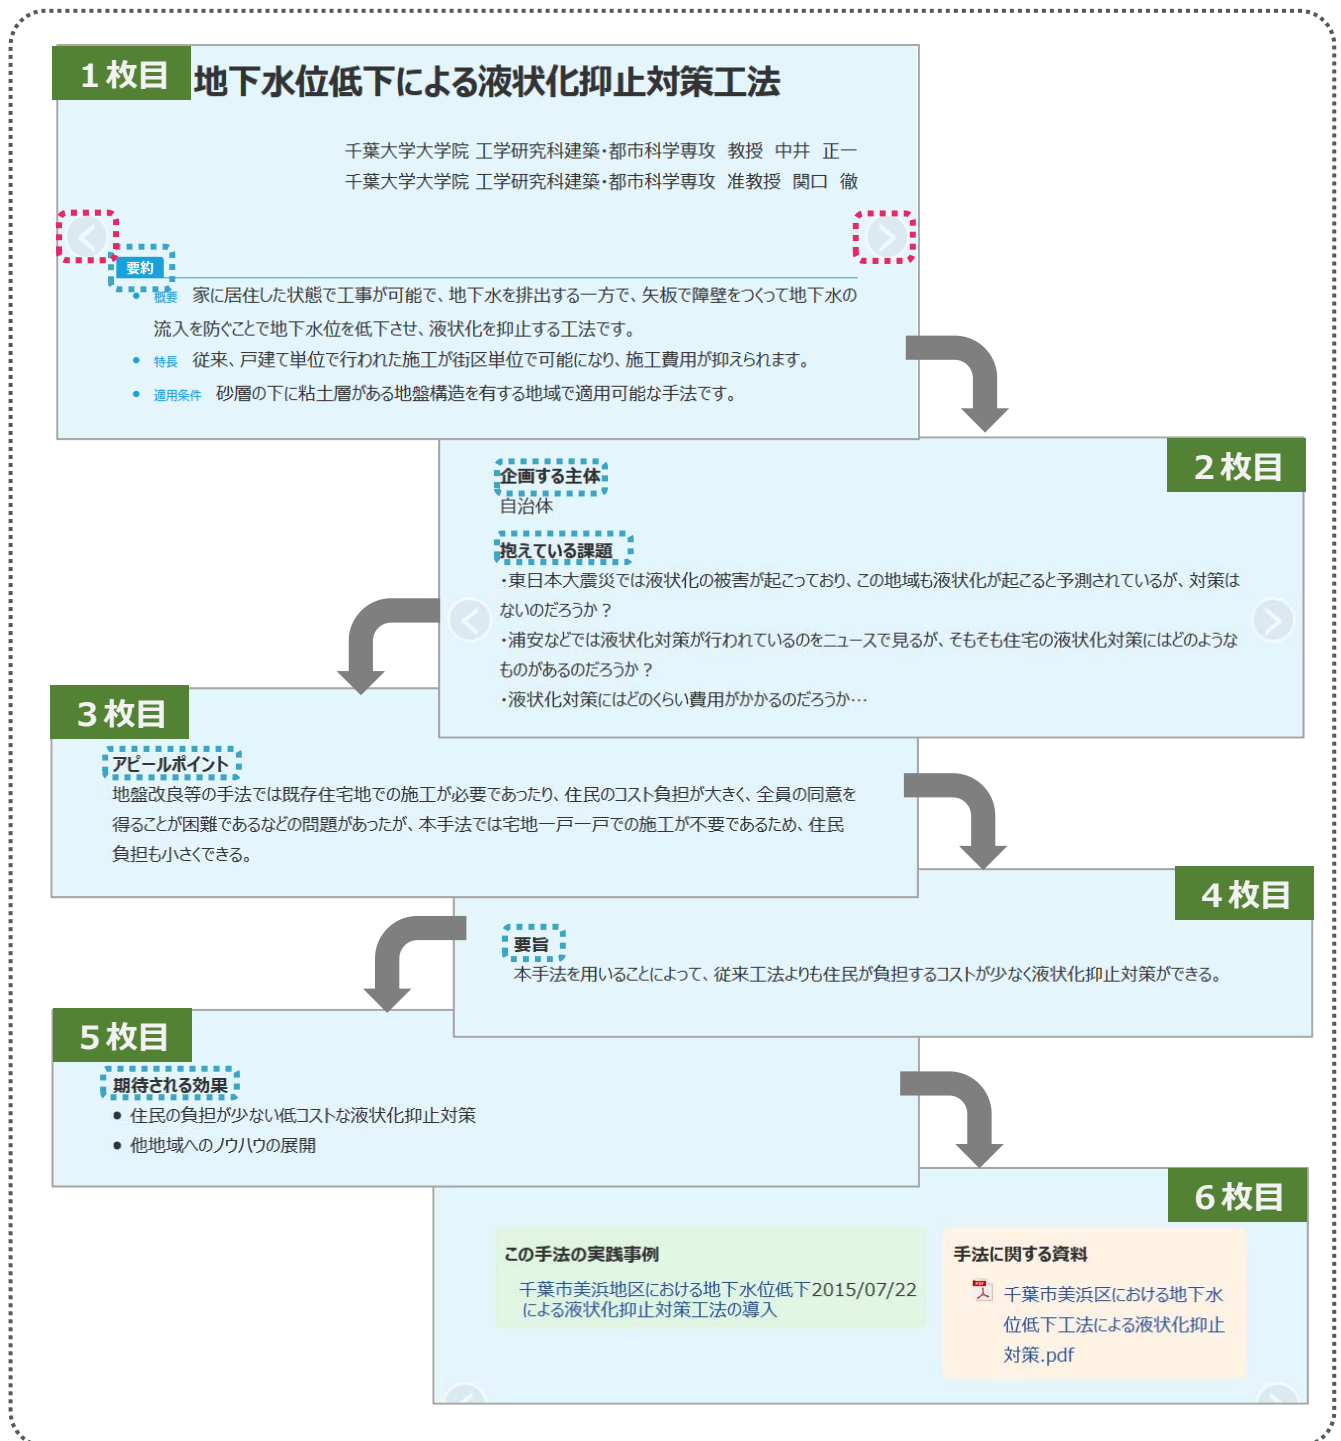 1枚目
地下水位低下による液状化抑止対策工法
千葉大学大学院 工学研究科建築・都市科学専攻 教授 中井 正一
千葉大学大学院 工学研究科建築・都市科学専攻 准教授 関口 徹
要約
• 概要 家に居住した状態で工事が可能で、地下水を排出する一方で、矢板で障壁をつくって地下水の
流入を防ぐことで地下水位を低下させ、液状化を抑止する工法です。
• 特長 従来、戸建て単位で行われた施工が街区単位で可能になり、施工費用が抑えられます。
• 適用条件 砂層の下に粘土層がある地盤構造を有する地域で適用可能な手法です。
2枚目
企画する主体
自治体
抱えている課題
・東日本大震災では液状化の被害が起こっており、この地域も液状化が起こると予測されているが、対策は
ないのだろうか？
・浦安などでは液状化対策が行われているのをニュースで見るが、そもそも住宅の液状化対策にはどのような
ものがあるのだろうか？
・液状化対策にはどのくらい費用がかかるのだろうか…
3枚目
アピールポイント
地盤改良等の手法では既存住宅地での施工が必要であったり、住民のコスト負担が大きく、全員の同意を
得ることが困難であるなどの問題があったが、本手法では宅地一戸一戸での施工が不要であるため、住民
負担も小さくできる。
4枚目
要旨
本手法を用いることによって、従来工法よりも住民が負担するコストが少なく液状化抑止対策ができる。
5枚目
期待される効果
• 住民の負担が少ない低コストな液状化抑止対策
• 他地域へのノウハウの展開
6枚目
この手法の実践事例
千葉市美浜地区における地下水位低下2015/07/22
による液状化抑止対策工法の導入
手法に関する資料
千葉市美浜区における地下水
位低下工法による液状化抑止
対策.pdf